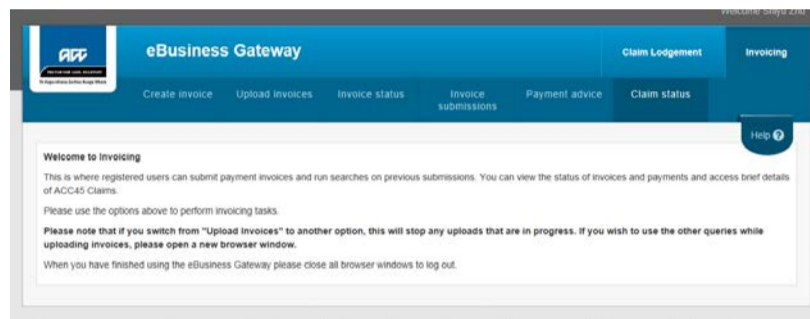 Welcome Shiyu Zhu
ACC
eBusiness Gateway
Claim Lodgement
Invoicing
Create invoice
Upload invoices
Invoice status
Invoice submissions
Payment advice
Claim status
Help
Welcome to Invoicing
This is where registered users can submit payment invoices and run searches on previous submissions. You can view the status of invoices and payments and access brief details
of ACC45 Claims.
Please use the options above to perform invoicing tasks.
Please note that if you switch from "Upload Invoices" to another option, this will stop any uploads that are in progress. If you wish to use the other queries while
uploading invoices, please open a new browser window.
When you have finished using the eBusiness Gateway please close all browser windows to log out.